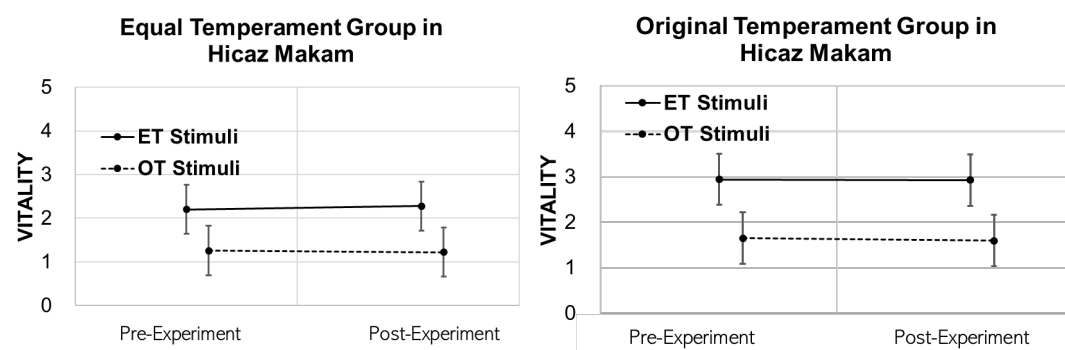 Equal Temperament Group in
Hicaz Makam
5
4
3
2
1
0
VITALITY
ET Stimuli
OT Stimuli
Pre-Experiment
Post-Experiment
Original Temperament Group in
Hicaz Makam
5
4
3
2
1
0
VITALITY
ET Stimuli
OT Stimuli
Pre-Experiment
Post-Experiment